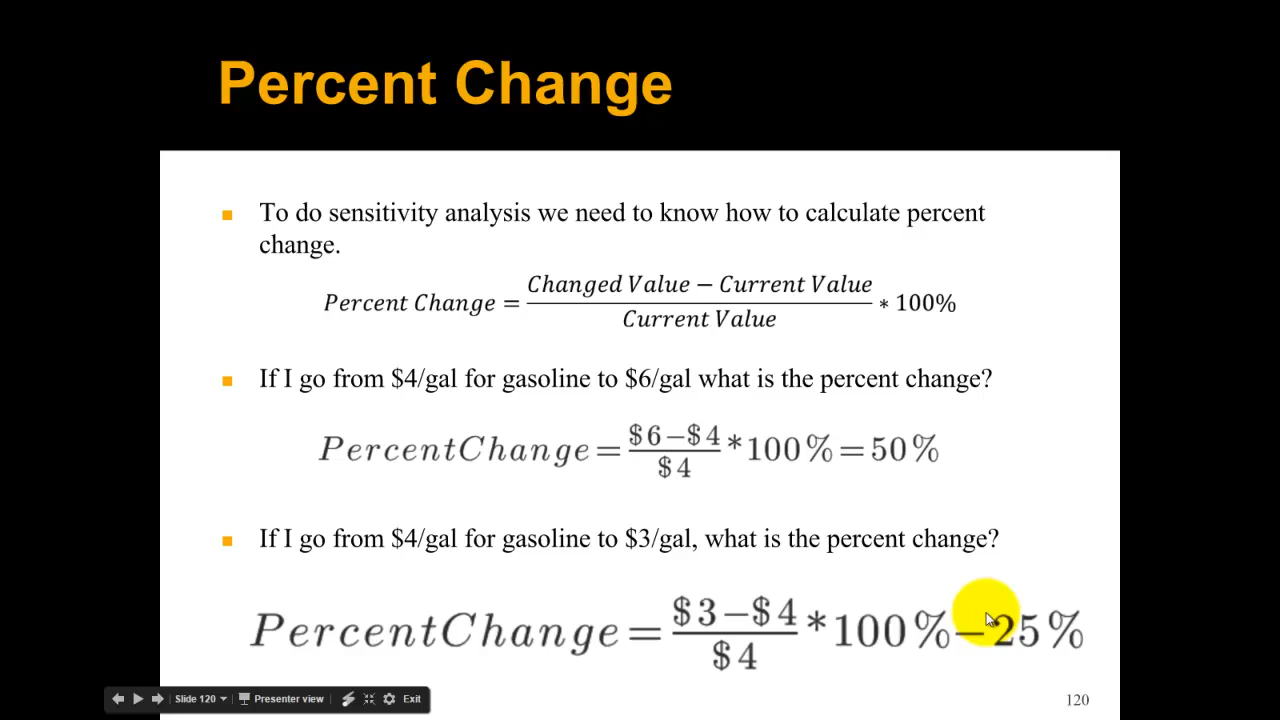 Percent Change
To do sensitivity analysis we need to know how to calculate percent
change.
Percent Change = (Changed Value − Current Value) / Current Value * 100%
If I go from $4/gal for gasoline to $6/gal what is the percent change?
PercentChange = ($6−$4) / $4 * 100% = 50%
If I go from $4/gal for gasoline to $3/gal, what is the percent change?
PercentChange = ($3−$4) / $4 * 100% − 25%
Slide 120
Presenter view
Exit
120